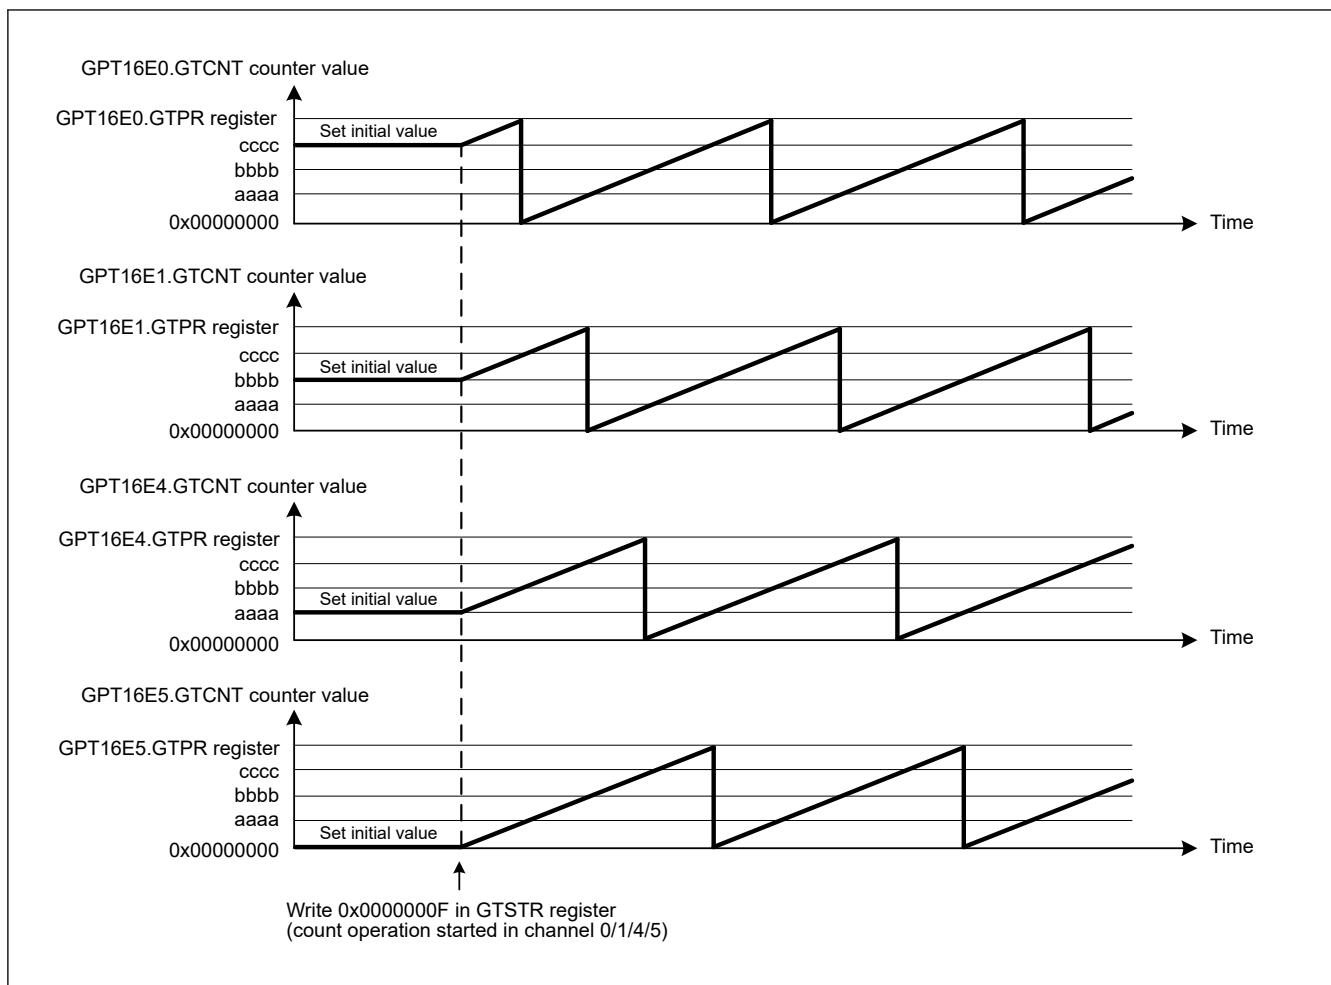 GPT16E0.GTCNT counter value
GPT16E0.GTPR register
Set initial value
cccc
bbbb
aaaa
0x00000000
Time
GPT16E1.GTCNT counter value
GPT16E1.GTPR register
cccc
Set initial value
bbbb
aaaa
0x00000000
Time
GPT16E4.GTCNT counter value
GPT16E4.GTPR register
cccc
bbbb
Set initial value
aaaa
0x00000000
Time
GPT16E5.GTCNT counter value
GPT16E5.GTPR register
cccc
bbbb
aaaa
Set initial value
0x00000000
Time
Write 0x0000000F in GTSTR register
(count operation started in channel 0/1/4/5)